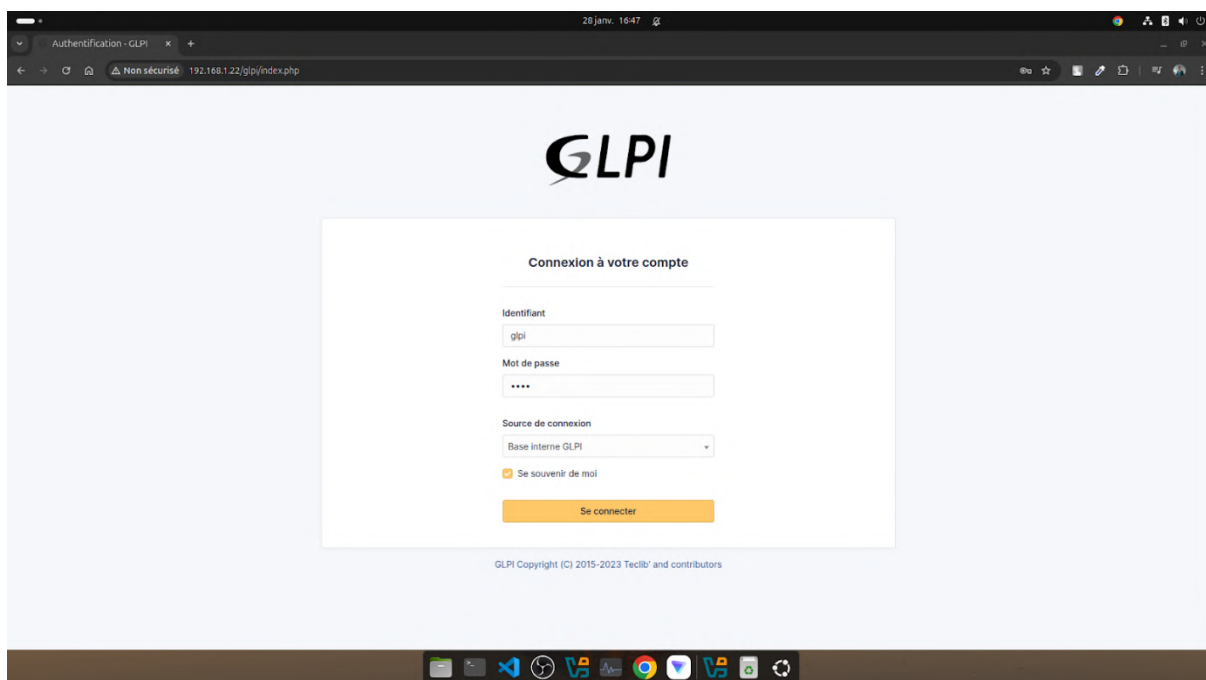 28 janv. 16:47
Authentification - GLPI
Non sécurisé 192.168.1.22/glpi/index.php
GLPI
Connexion à votre compte
Identifiant
glpi
Mot de passe
••••
Source de connexion
Base interne GLPI
Se souvenir de moi
Se connecter
GLPI Copyright (C) 2015-2023 Teclib' and contributors